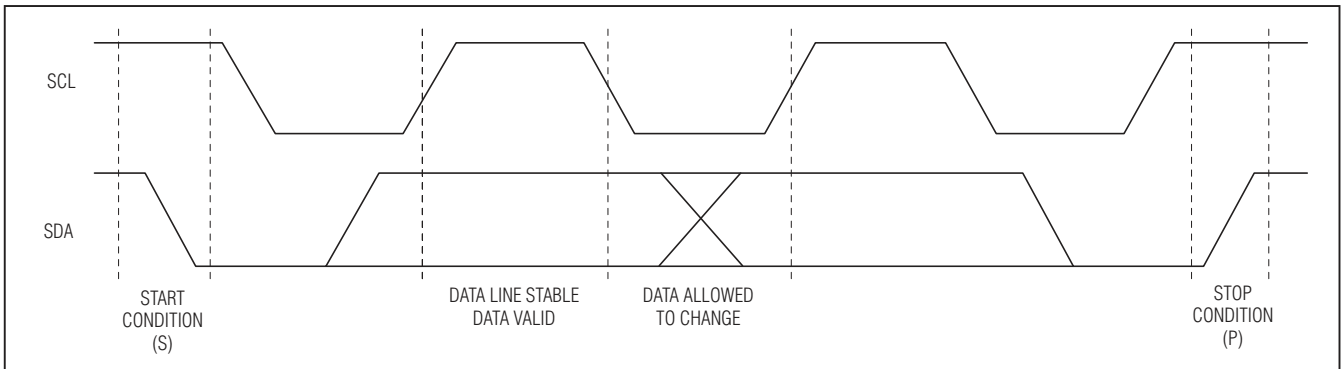 SCL
SDA
START
CONDITION
(S)
DATA LINE STABLE
DATA VALID
DATA ALLOWED
TO CHANGE
STOP
CONDITION
(P)